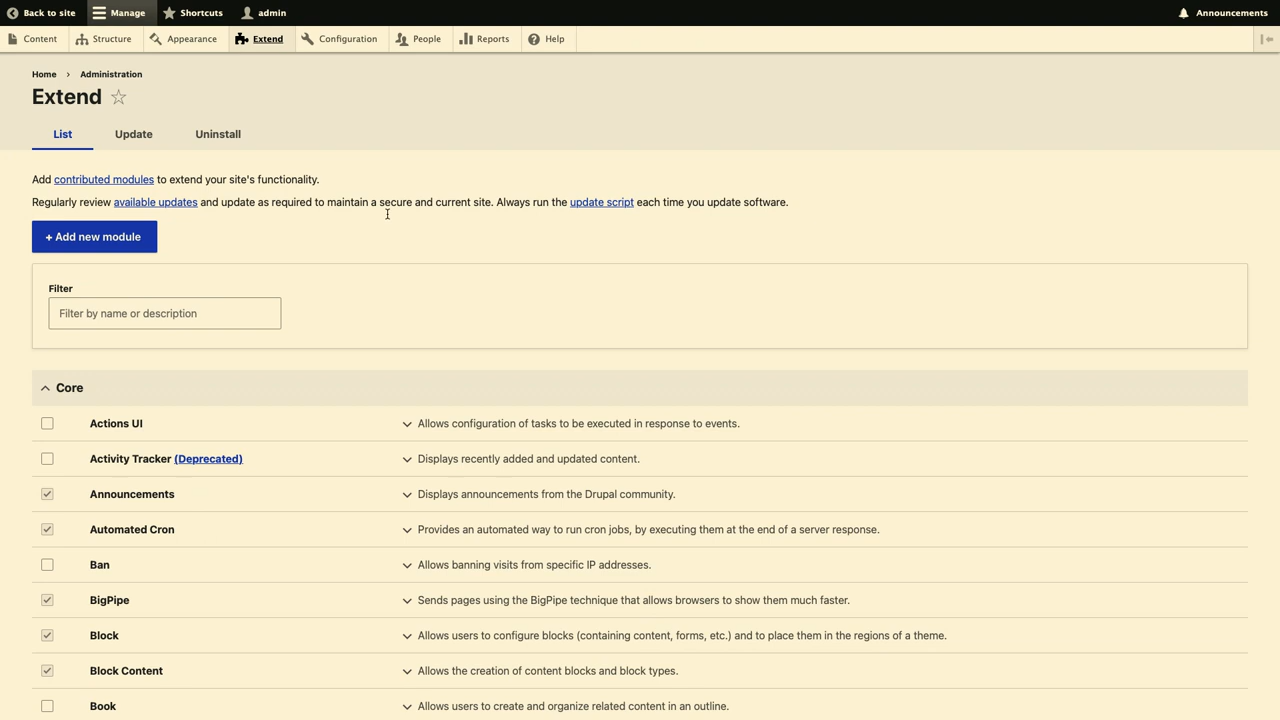 Back to site Manage Shortcuts admin Announcements
Content Structure Appearance Extend Configuration People Reports Help
Home › Administration
Extend
List Update Uninstall
Add contributed modules to extend your site's functionality.
Regularly review available updates and update as required to maintain a secure and current site. Always run the update script each time you update software.
+ Add new module
Filter
Filter by name or description
Core
Actions UI Allows configuration of tasks to be executed in response to events.
Activity Tracker (Deprecated) Displays recently added and updated content.
Announcements Displays announcements from the Drupal community.
Automated Cron Provides an automated way to run cron jobs, by executing them at the end of a server response.
Ban Allows banning visits from specific IP addresses.
BigPipe Sends pages using the BigPipe technique that allows browsers to show them much faster.
Block Allows users to configure blocks (containing content, forms, etc.) and to place them in the regions of a theme.
Block Content Allows the creation of content blocks and block types.
Book Allows users to create and organize related content in an outline.